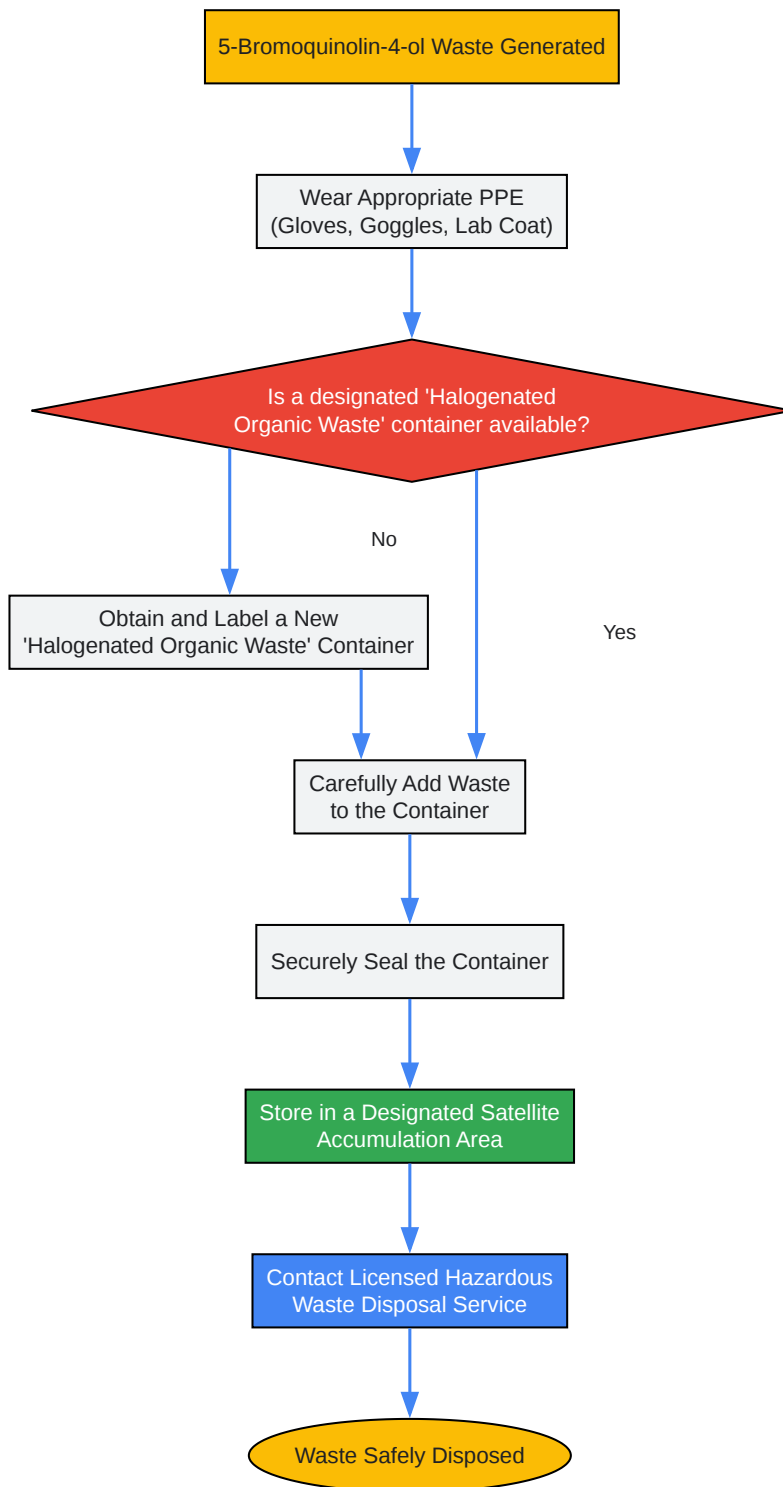 5-Bromoquinolin-4-ol Waste Generated
Wear Appropriate PPE
(Gloves, Goggles, Lab Coat)
Is a designated 'Halogenated
Organic Waste' container available?
No
Obtain and Label a New
'Halogenated Organic Waste' Container
Yes
Carefully Add Waste
to the Container
Securely Seal the Container
Store in a Designated Satellite
Accumulation Area
Contact Licensed Hazardous
Waste Disposal Service
Waste Safely Disposed